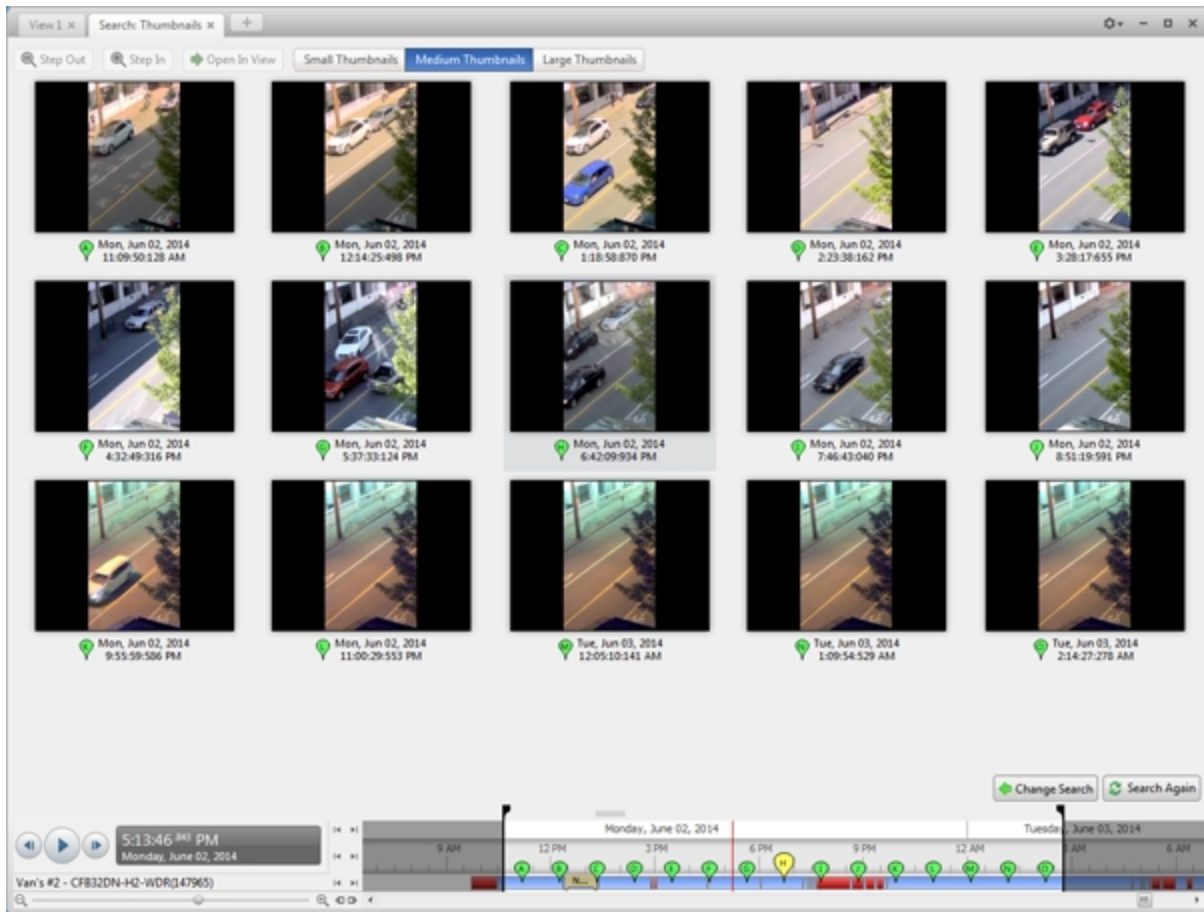 View 1 ×
Search: Thumbnails ×
Step Out
Step In
Open In View
Small Thumbnails
Medium Thumbnails
Large Thumbnails
A Mon, Jun 02, 2014
11:09:50:128 AM
B Mon, Jun 02, 2014
12:14:25:498 PM
C Mon, Jun 02, 2014
1:18:58:870 PM
D Mon, Jun 02, 2014
2:23:38:162 PM
E Mon, Jun 02, 2014
3:28:17:655 PM
F Mon, Jun 02, 2014
4:32:49:316 PM
G Mon, Jun 02, 2014
5:37:33:124 PM
H Mon, Jun 02, 2014
6:42:09:934 PM
I Mon, Jun 02, 2014
7:46:43:040 PM
J Mon, Jun 02, 2014
8:51:19:591 PM
K Mon, Jun 02, 2014
9:55:59:586 PM
L Mon, Jun 02, 2014
11:00:29:553 PM
M Tue, Jun 03, 2014
12:05:10:141 AM
N Tue, Jun 03, 2014
1:09:54:529 AM
O Tue, Jun 03, 2014
2:14:27:278 AM
Change Search
Search Again
5:13:46 PM
Monday, June 02, 2014
Monday, June 02, 2014
Tuesday, June 03, 2014
9 AM
12 PM
3 PM
6 PM
9 PM
12 AM
AM
6 AM
A B C D E F G H I J K L M N O
N...
Van's #2 - CFB32DN-H2-WDR(147965)